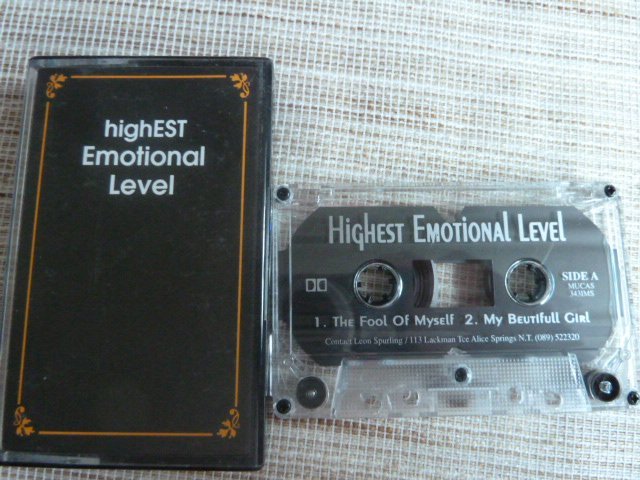 highEST
Emotional
Level
Highest Emotional Level
SIDE A
MUCAS
343IMS
1. The Fool Of Myself 2. My Beutifull Girl
Contact Leon Spurling / 113 Lackman Tce Alice Springs N.T. (089) 522320